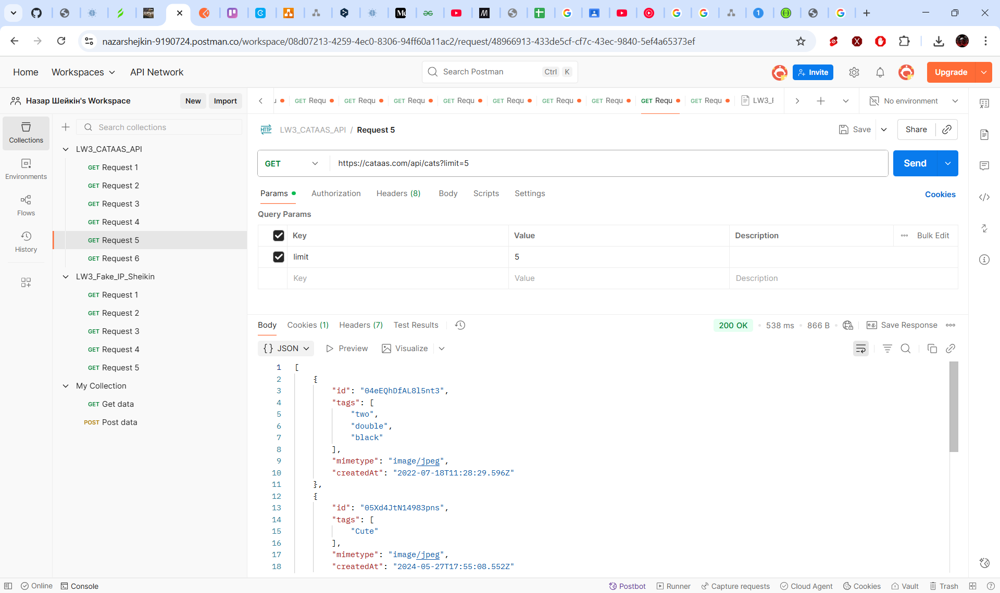 nazarshejkin-9190724.postman.co/workspace/08d07213-4259-4ec0-8306-94ff60a11ac2/request/48966913-433de5cf-cf7c-43ec-9840-5ef4a65373ef
Home Workspaces API Network Search Postman Ctrl K Invite Upgrade
Назар Шейкін's Workspace New Import
GET Requ GET Requ GET Requ GET Requ GET Requ GET Requ GET Requ GET Requ GET Requ LW3_F No environment
Collections
Environments
Flows
History
Search collections
LW3_CATAAS_API
GET Request 1
GET Request 2
GET Request 3
GET Request 4
GET Request 5
GET Request 6
LW3_Fake_IP_Sheikin
GET Request 1
GET Request 2
GET Request 3
GET Request 4
GET Request 5
My Collection
GET Get data
POST Post data
HTTP LW3_CATAAS_API / Request 5 Save Share
GET https://cataas.com/api/cats?limit=5 Send
Params Authorization Headers (8) Body Scripts Settings Cookies
Query Params
Key Value Description Bulk Edit
limit 5
Key Value Description
Body Cookies (1) Headers (7) Test Results 200 OK 538 ms 866 B e.g. Save Response
{} JSON Preview Visualize
1 [
2 {
3 "id": "04eEQhDfAL8l5nt3",
4 "tags": [
5 "two",
6 "double",
7 "black"
8 ],
9 "mimetype": "image/jpeg",
10 "createdAt": "2022-07-18T11:28:29.596Z"
11 },
12 {
13 "id": "05Xd4JtN14983pns",
14 "tags": [
15 "Cute"
16 ],
17 "mimetype": "image/jpeg",
18 "createdAt": "2024-05-27T17:55:08.552Z"
Online Console Postbot Runner Capture requests Cloud Agent Cookies Vault Trash